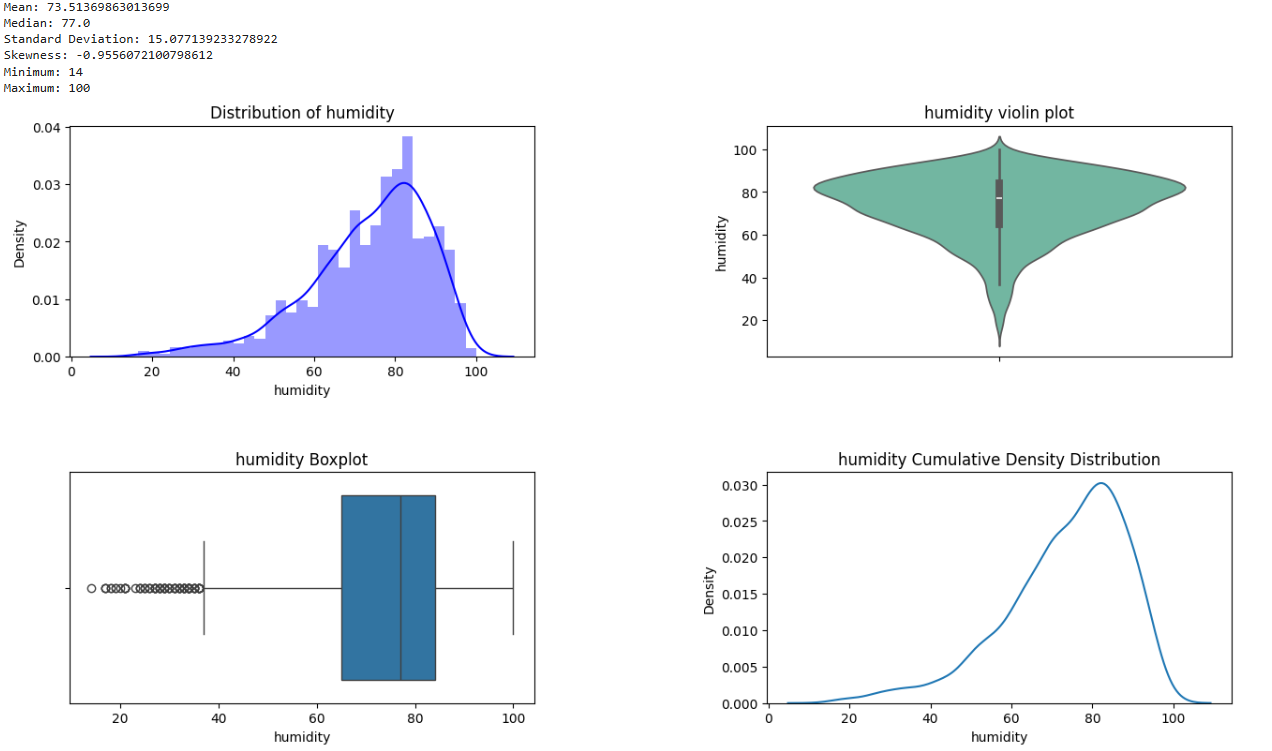 Mean: 73.51369863013699
Median: 77.0
Standard Deviation: 15.077139233278922
Skewness: -0.9556072100798612
Minimum: 14
Maximum: 100
Distribution of humidity
0.04
0.03
0.02
0.01
0.00
Density
0 20 40 60 80 100
humidity
humidity violin plot
100
80
60
40
20
humidity
humidity Boxplot
20 40 60 80 100
humidity
humidity Cumulative Density Distribution
0.030
0.025
0.020
0.015
0.010
0.005
0.000
Density
0 20 40 60 80 100
humidity